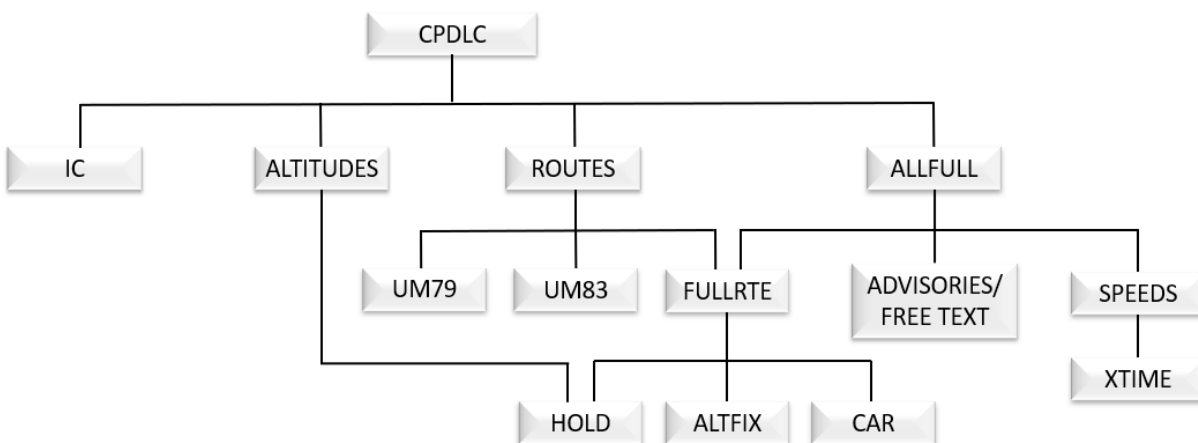 CPDLC
IC
ALTITUDES
ROUTES
ALLFULL
UM79
UM83
FULLRTE
ADVISORIES/
FREE TEXT
SPEEDS
XTIME
HOLD
ALTFIX
CAR